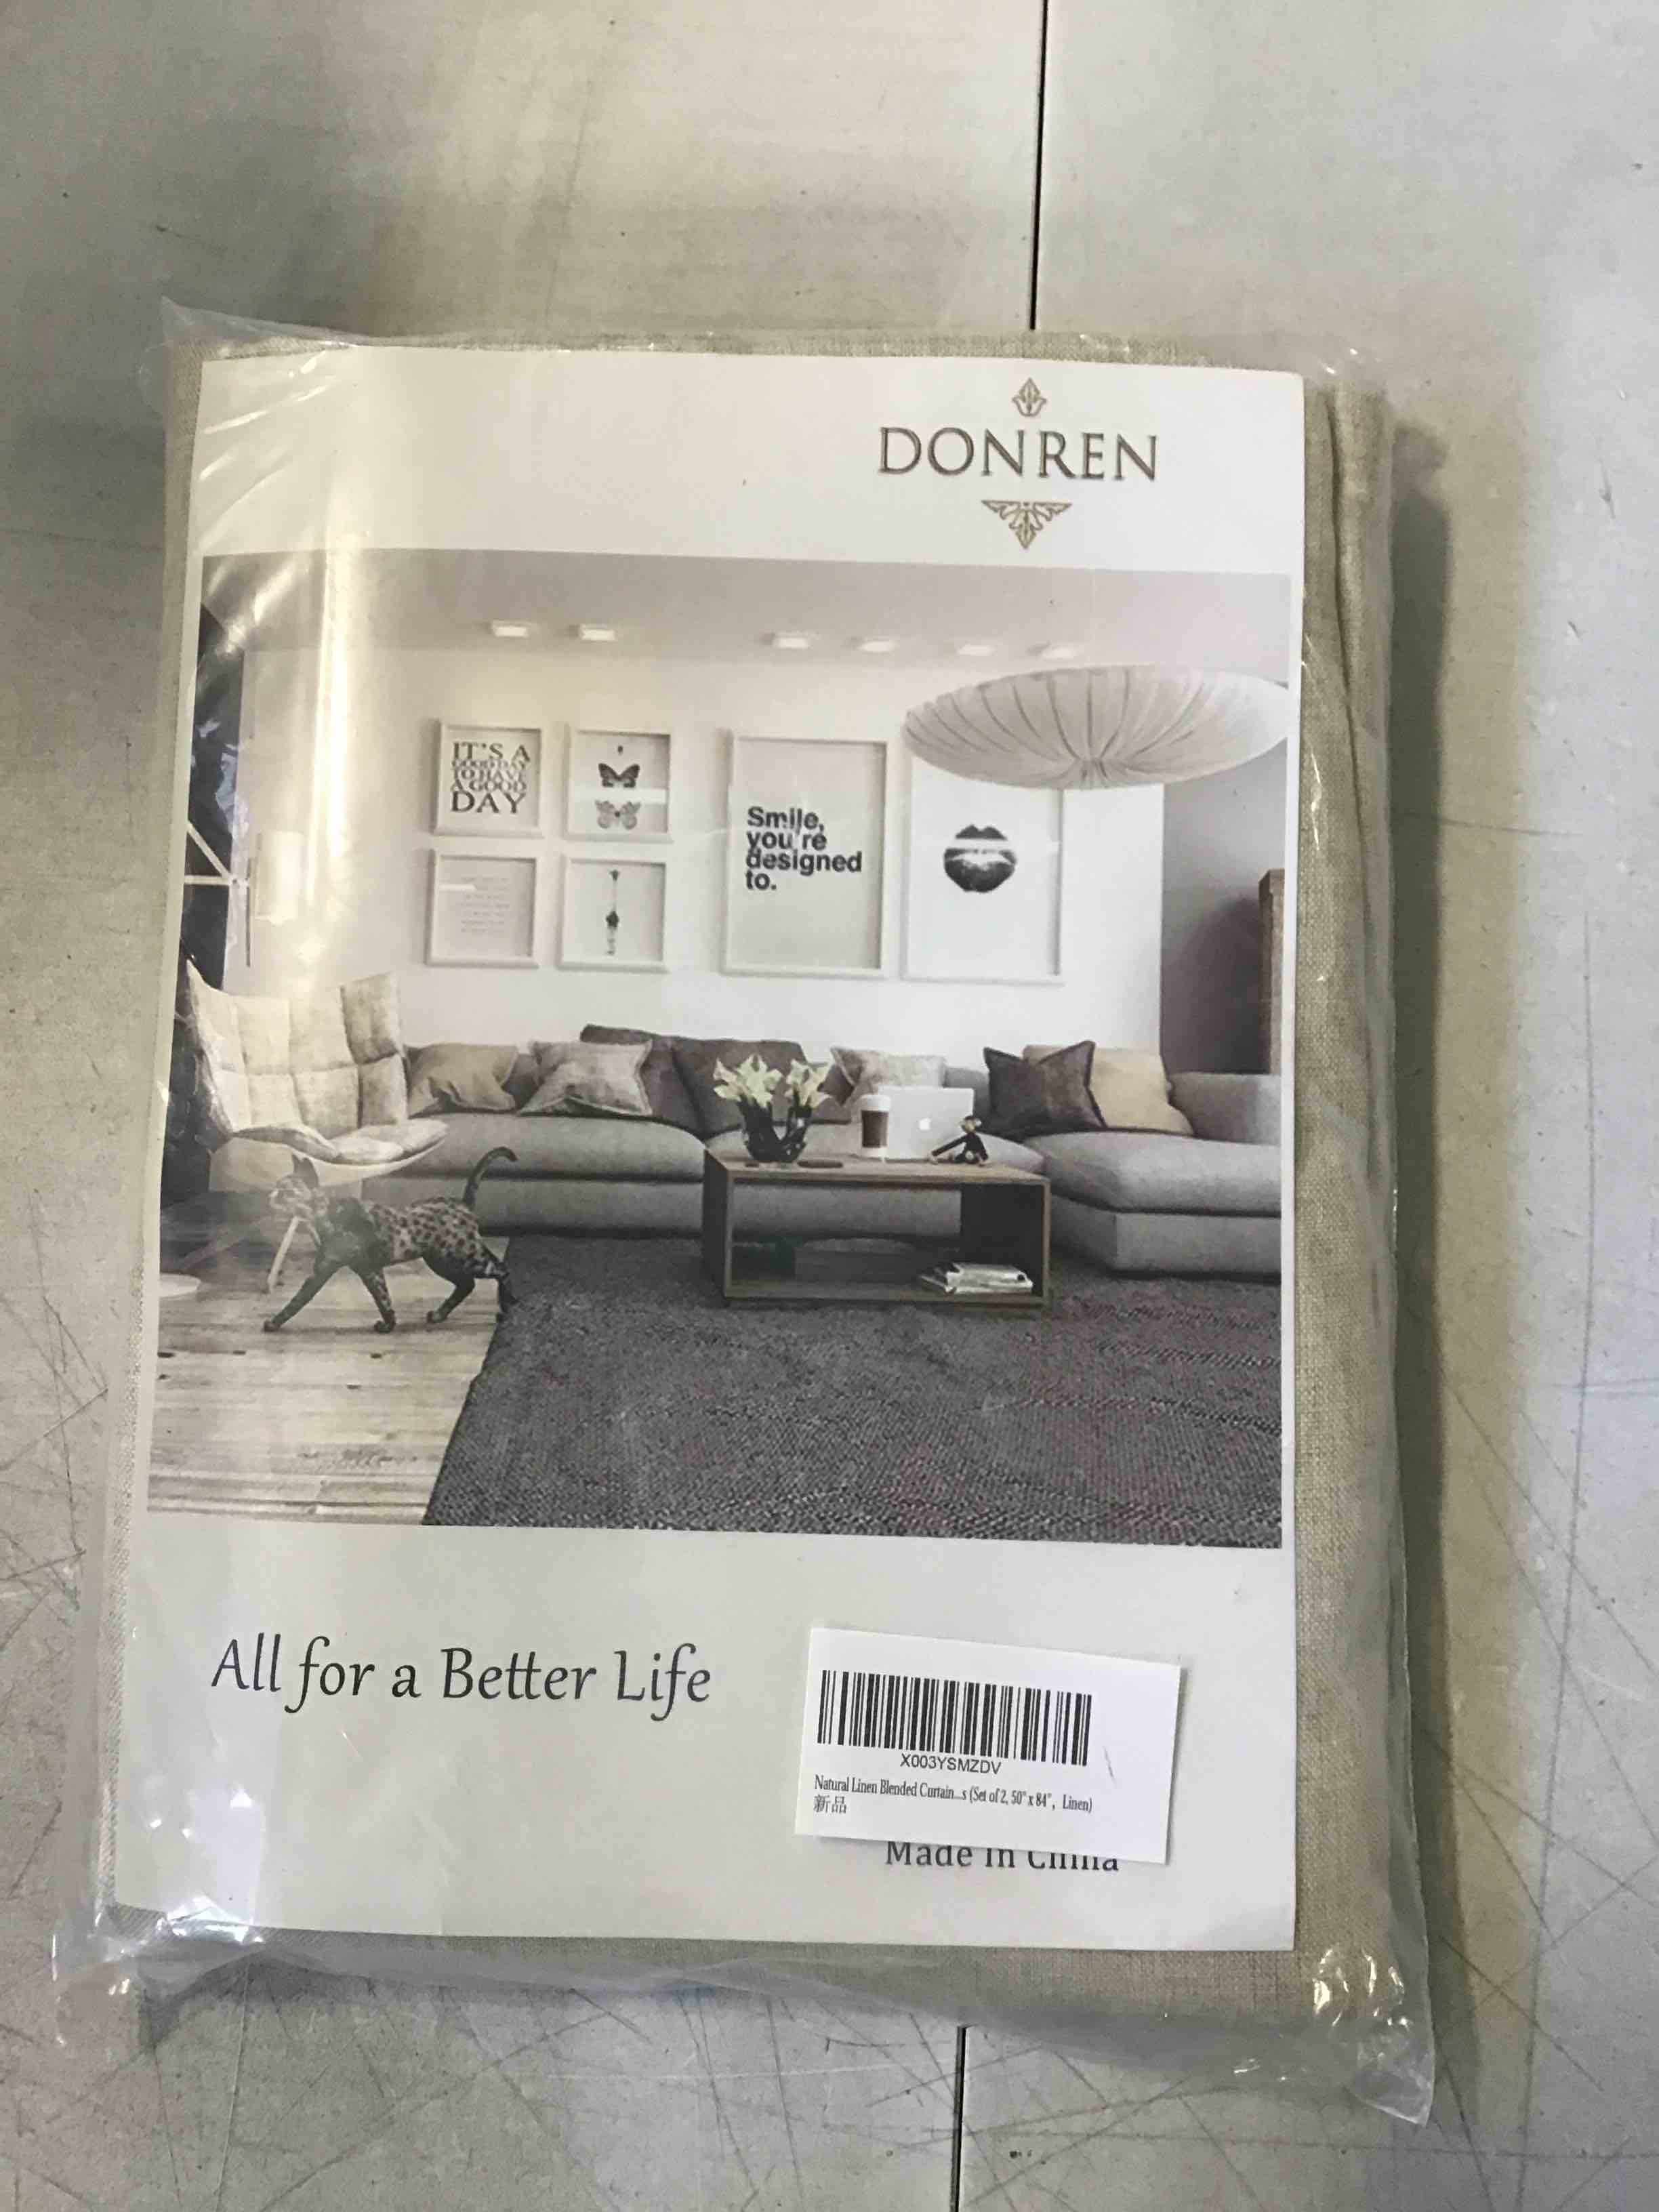 DONREN
IT'S A
GOOD DAY
TO HAVE
A GOOD
DAY
Smile,
you're
designed
to.
All for a Better Life
X003YSMZDV
Natural Linen Blended Curtain...s (Set of 2, 50" x 84", Linen)
新品
Made in China